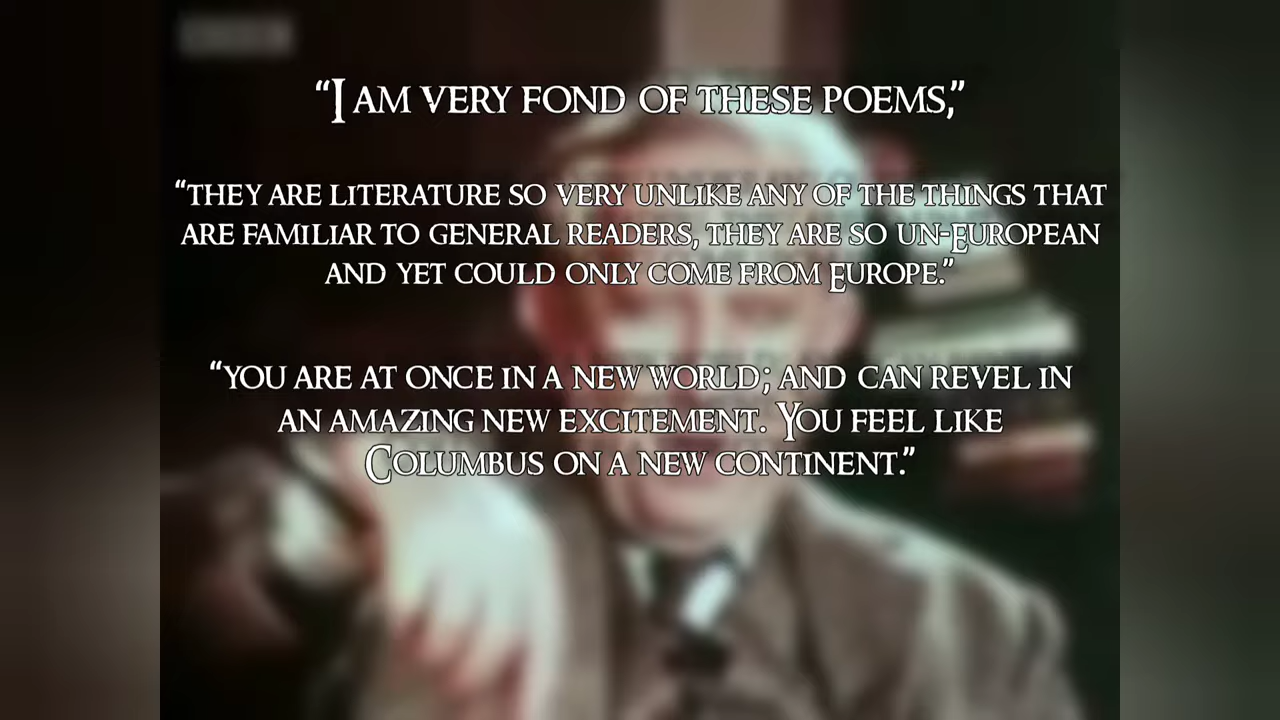 “I AM VERY FOND OF THESE POEMS,”
“THEY ARE LITERATURE SO VERY UNLIKE ANY OF THE THINGS THAT
ARE FAMILIAR TO GENERAL READERS, THEY ARE SO UN-EUROPEAN
AND YET COULD ONLY COME FROM EUROPE.”
“YOU ARE AT ONCE IN A NEW WORLD; AND CAN REVEL IN
AN AMAZING NEW EXCITEMENT. YOU FEEL LIKE
COLUMBUS ON A NEW CONTINENT.”